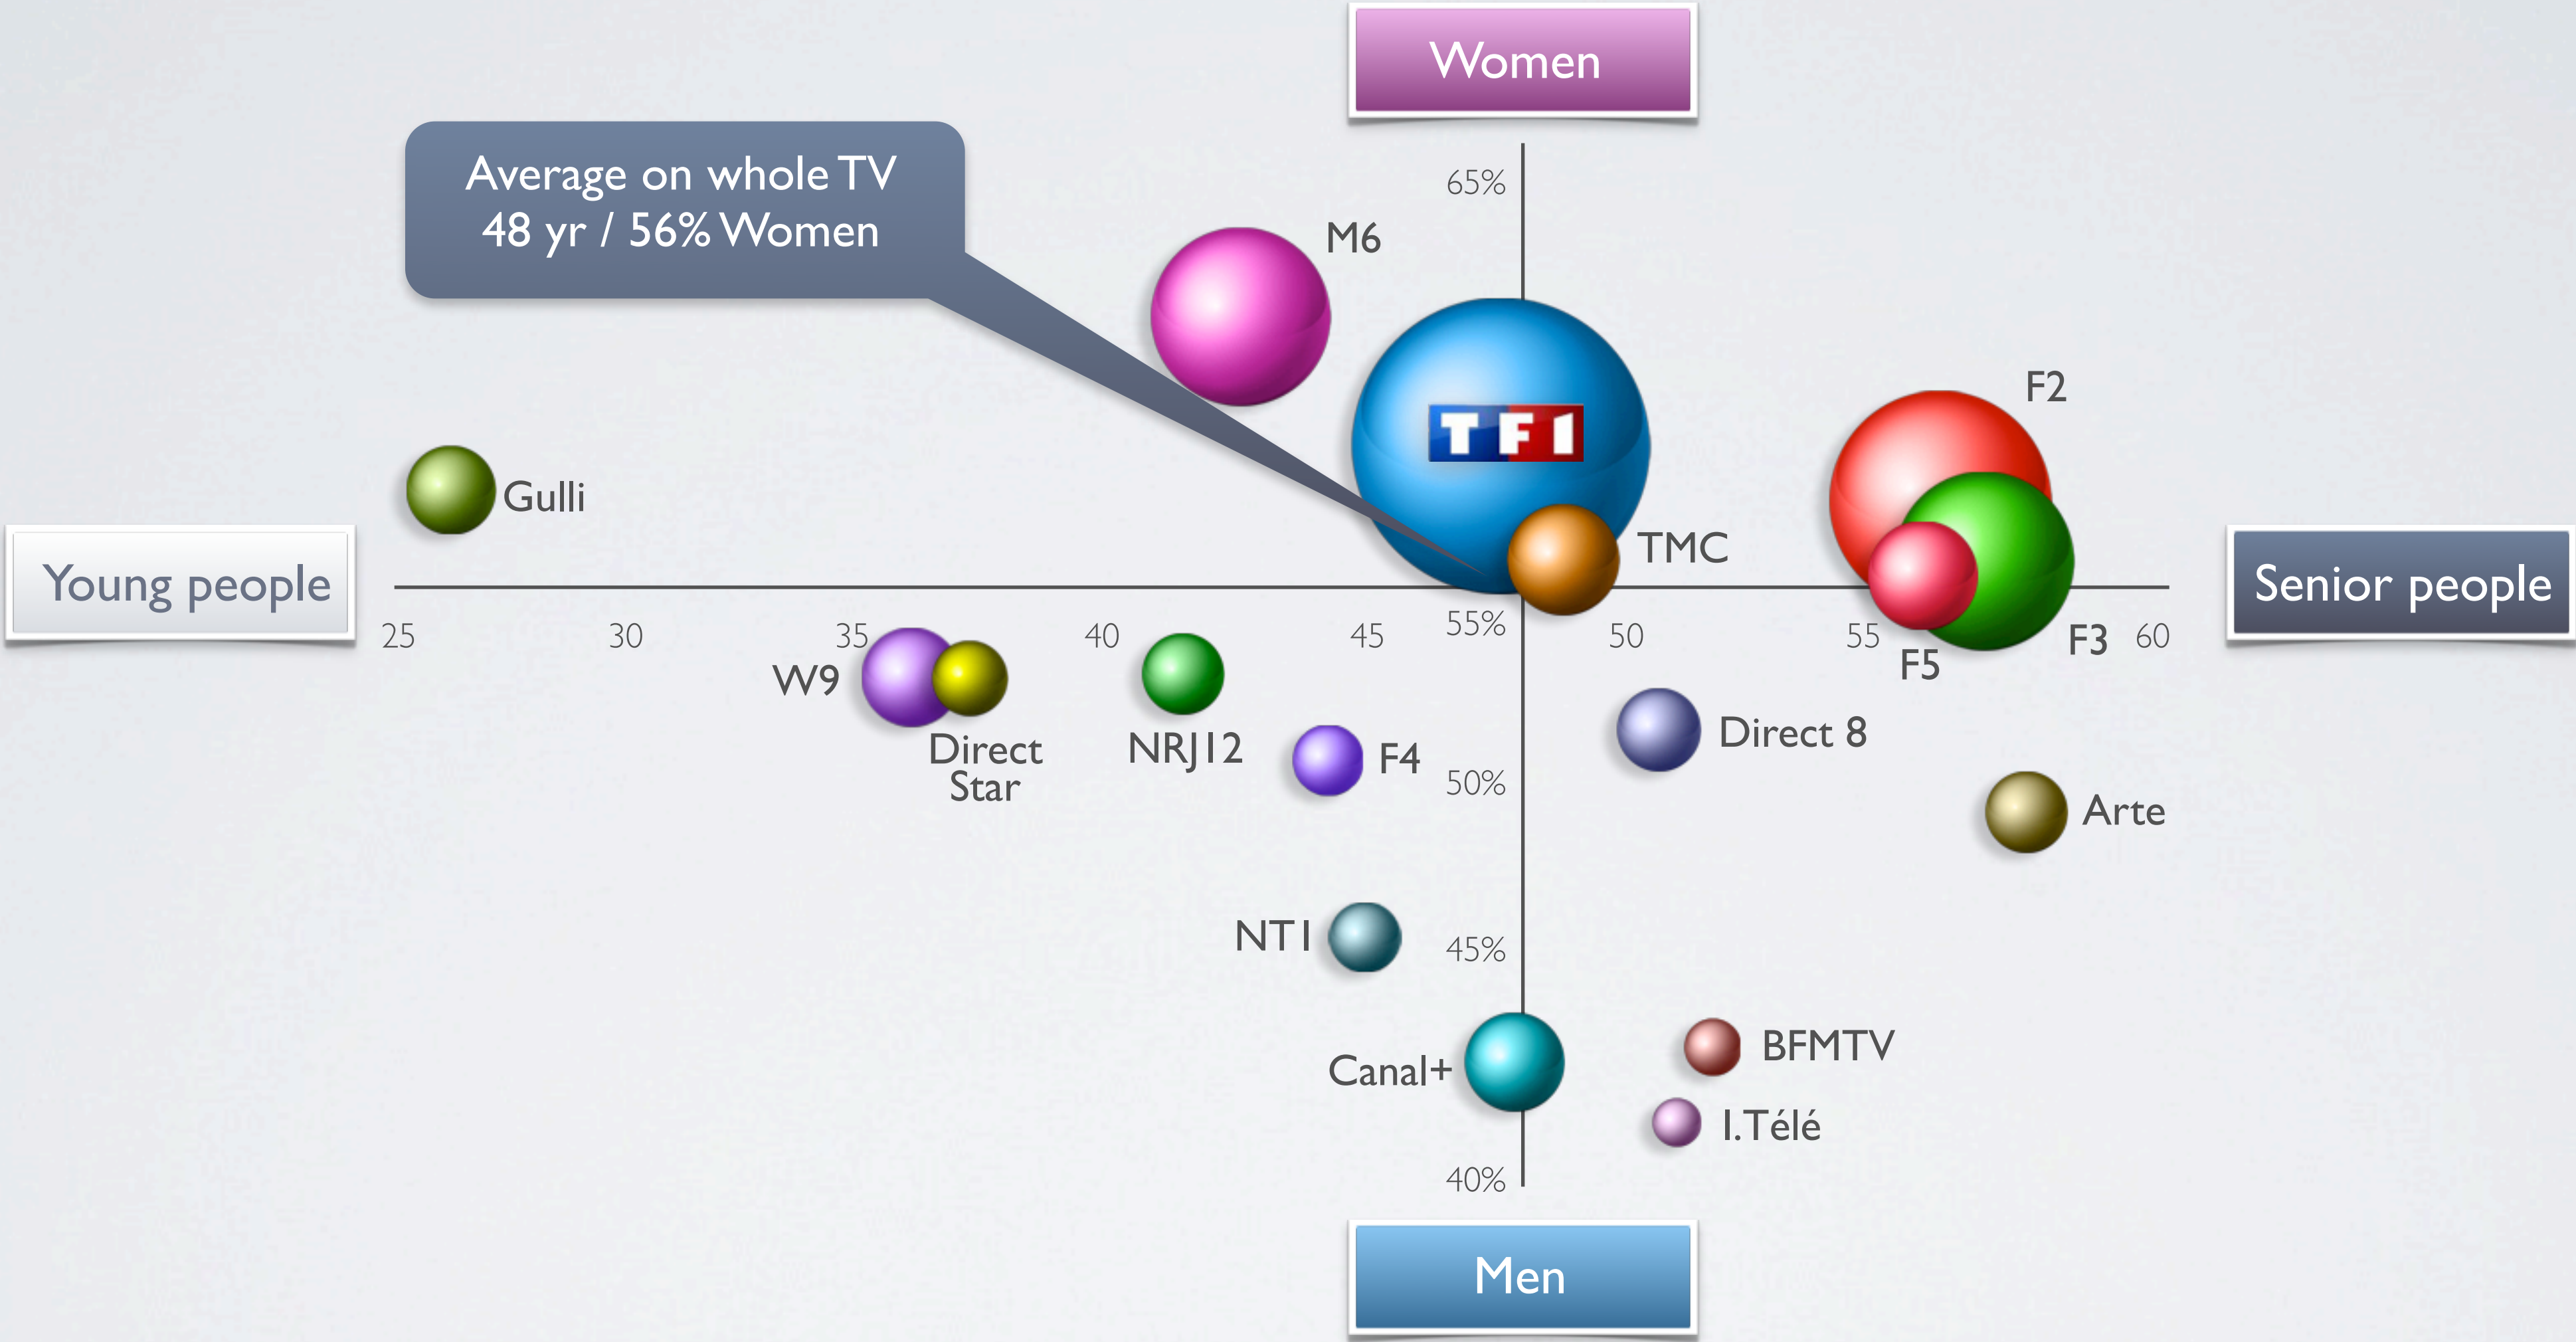 Women
Average on whole TV
48 yr / 56% Women
65%
M6
TF1
F2
Gulli
TMC
Young people
Senior people
25
30
35
40
45
55%
50
55
60
F3
F5
W9
Direct
Star
NRJ12
F4
50%
Direct 8
Arte
NT1
45%
Canal+
BFMTV
I.Télé
40%
Men